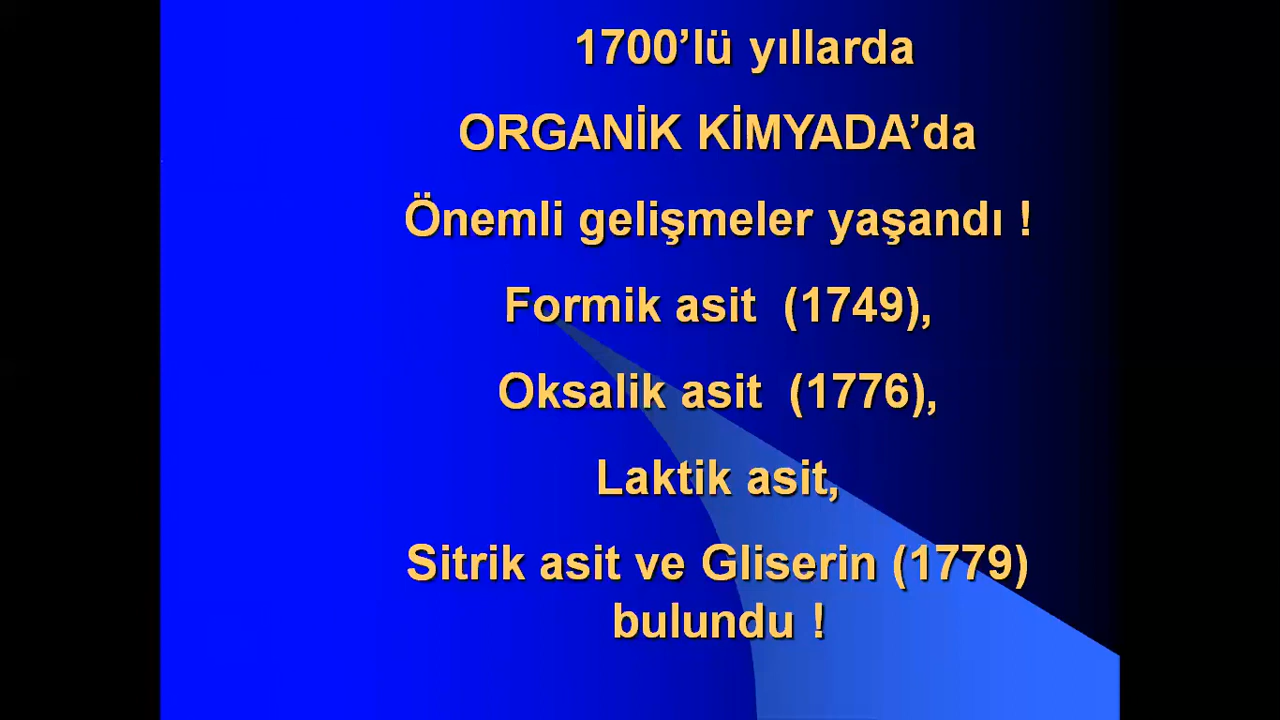 1700’lü yıllarda
ORGANİK KİMYADA’da
Önemli gelişmeler yaşandı !
Formik asit  (1749),
Oksalik asit  (1776),
Laktik asit,
Sitrik asit ve Gliserin (1779)
bulundu !